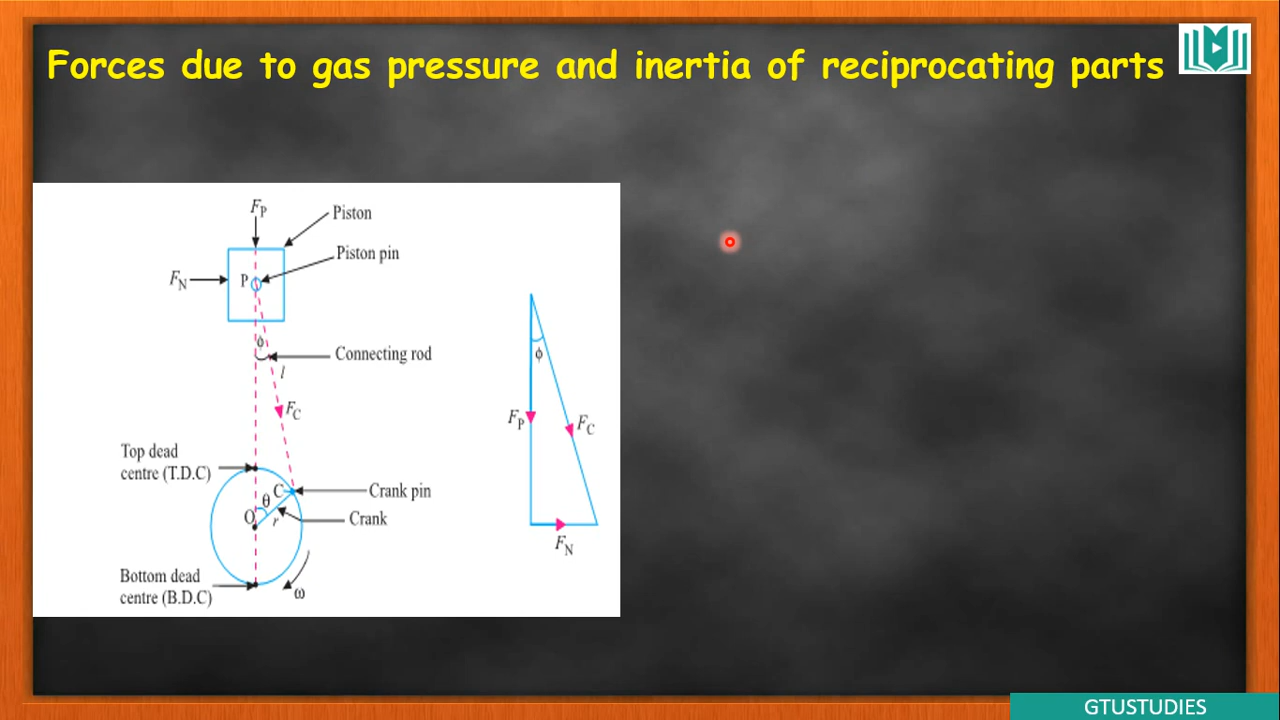 Forces due to gas pressure and inertia of reciprocating parts
FP
Piston
Piston pin
FN
P
ϕ
Connecting rod
l
FC
Top dead
centre (T.D.C)
C
Crank pin
θ
O
r
Crank
Bottom dead
centre (B.D.C)
ω
ϕ
FP
FC
FN
GTUSTUDIES